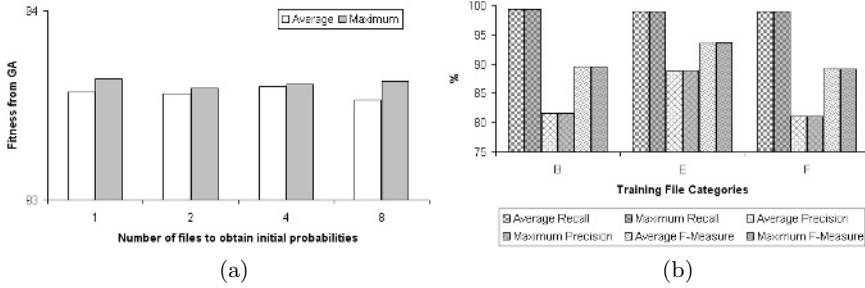 94
Average Maximum
Fitness from GA
93
1 2 4 8
Number of files to obtain initial probabilities
(a)
100
95
90
85
80
75
%
B E F
Training File Categories
Average Recall Maximum Recall Average Precision
Maximum Precision Average F-Measure Maximum F-Measure
(b)